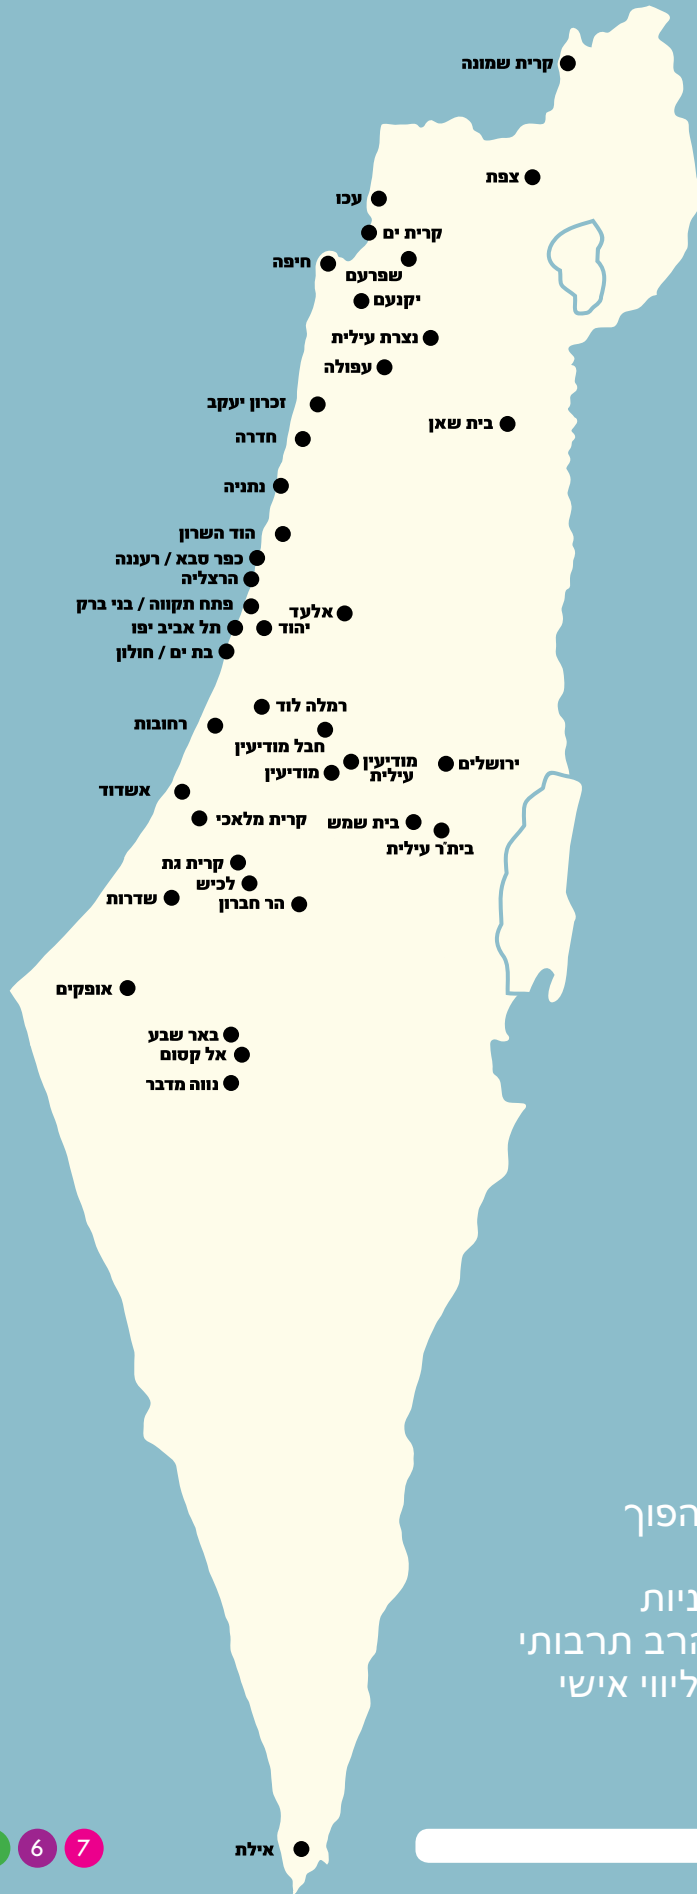 קרית שמונה
צפת
עכו
קרית ים
חיפה
שפרעם
יקנעם
נצרת עילית
עפולה
זכרון יעקב
בית שאן
חדרה
נתניה
הוד השרון
כפר סבא / רעננה
הרצליה
פתח תקווה / בני ברק
אלעד
תל אביב יפו
יהוד
בת ים / חולון
רמלה לוד
רחובות
חבל מודיעין
מודיעין
עילית
ירושלים
מודיעין
אשדוד
קרית מלאכי
בית שמש
בית״ר עילית
קרית גת
לכיש
שדרות
הר חברון
אופקים
באר שבע
אל קסום
נווה מדבר
הפוך
ניות
הרב תרבותי
ליווי אישי
אילת
6 7